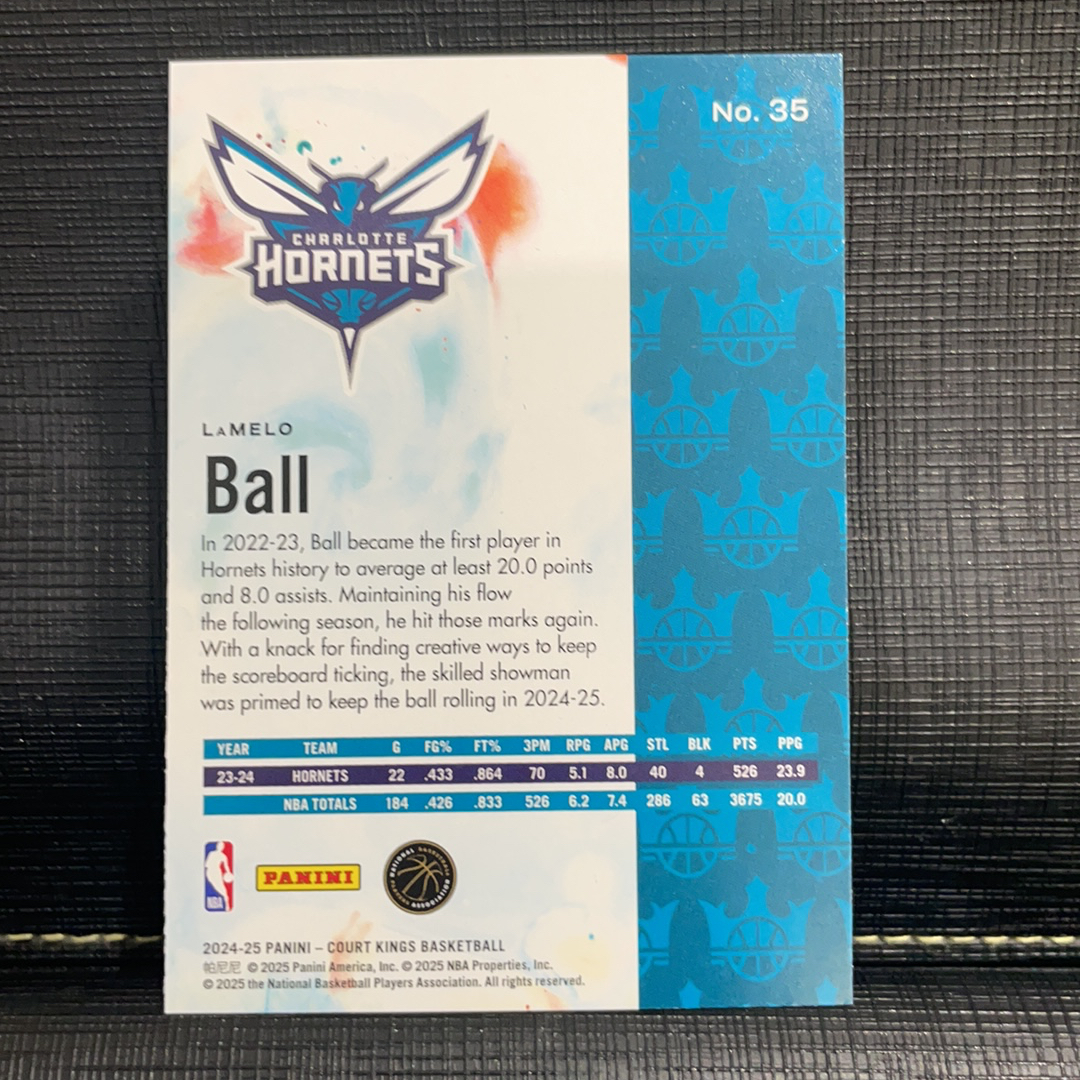 No. 35
CHARLOTTE
HORNETS
LAMELO
Ball
In 2022-23, Ball became the first player in
Hornets history to average at least 20.0 points
and 8.0 assists. Maintaining his flow
the following season, he hit those marks again.
With a knack for finding creative ways to keep
the scoreboard ticking, the skilled showman
was primed to keep the ball rolling in 2024-25.
YEAR TEAM G FG% FT% 3PM RPG APG STL BLK PTS PPG
23-24 HORNETS 22 .433 .864 70 5.1 8.0 40 4 526 23.9
NBA TOTALS 184 .426 .833 526 6.2 7.4 286 63 3675 20.0
NBA
PANINI
2024-25 PANINI – COURT KINGS BASKETBALL
帕尼尼 © 2025 Panini America, Inc. © 2025 NBA Properties, Inc.
© 2025 the National Basketball Players Association. All rights reserved.